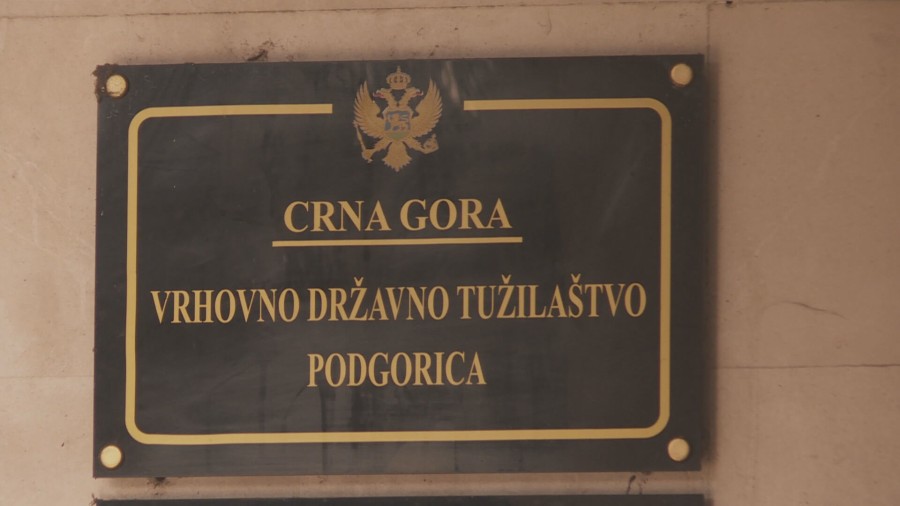 CRNA GORA
VRHOVNO DRŽAVNO TUŽILAŠTVO
PODGORICA